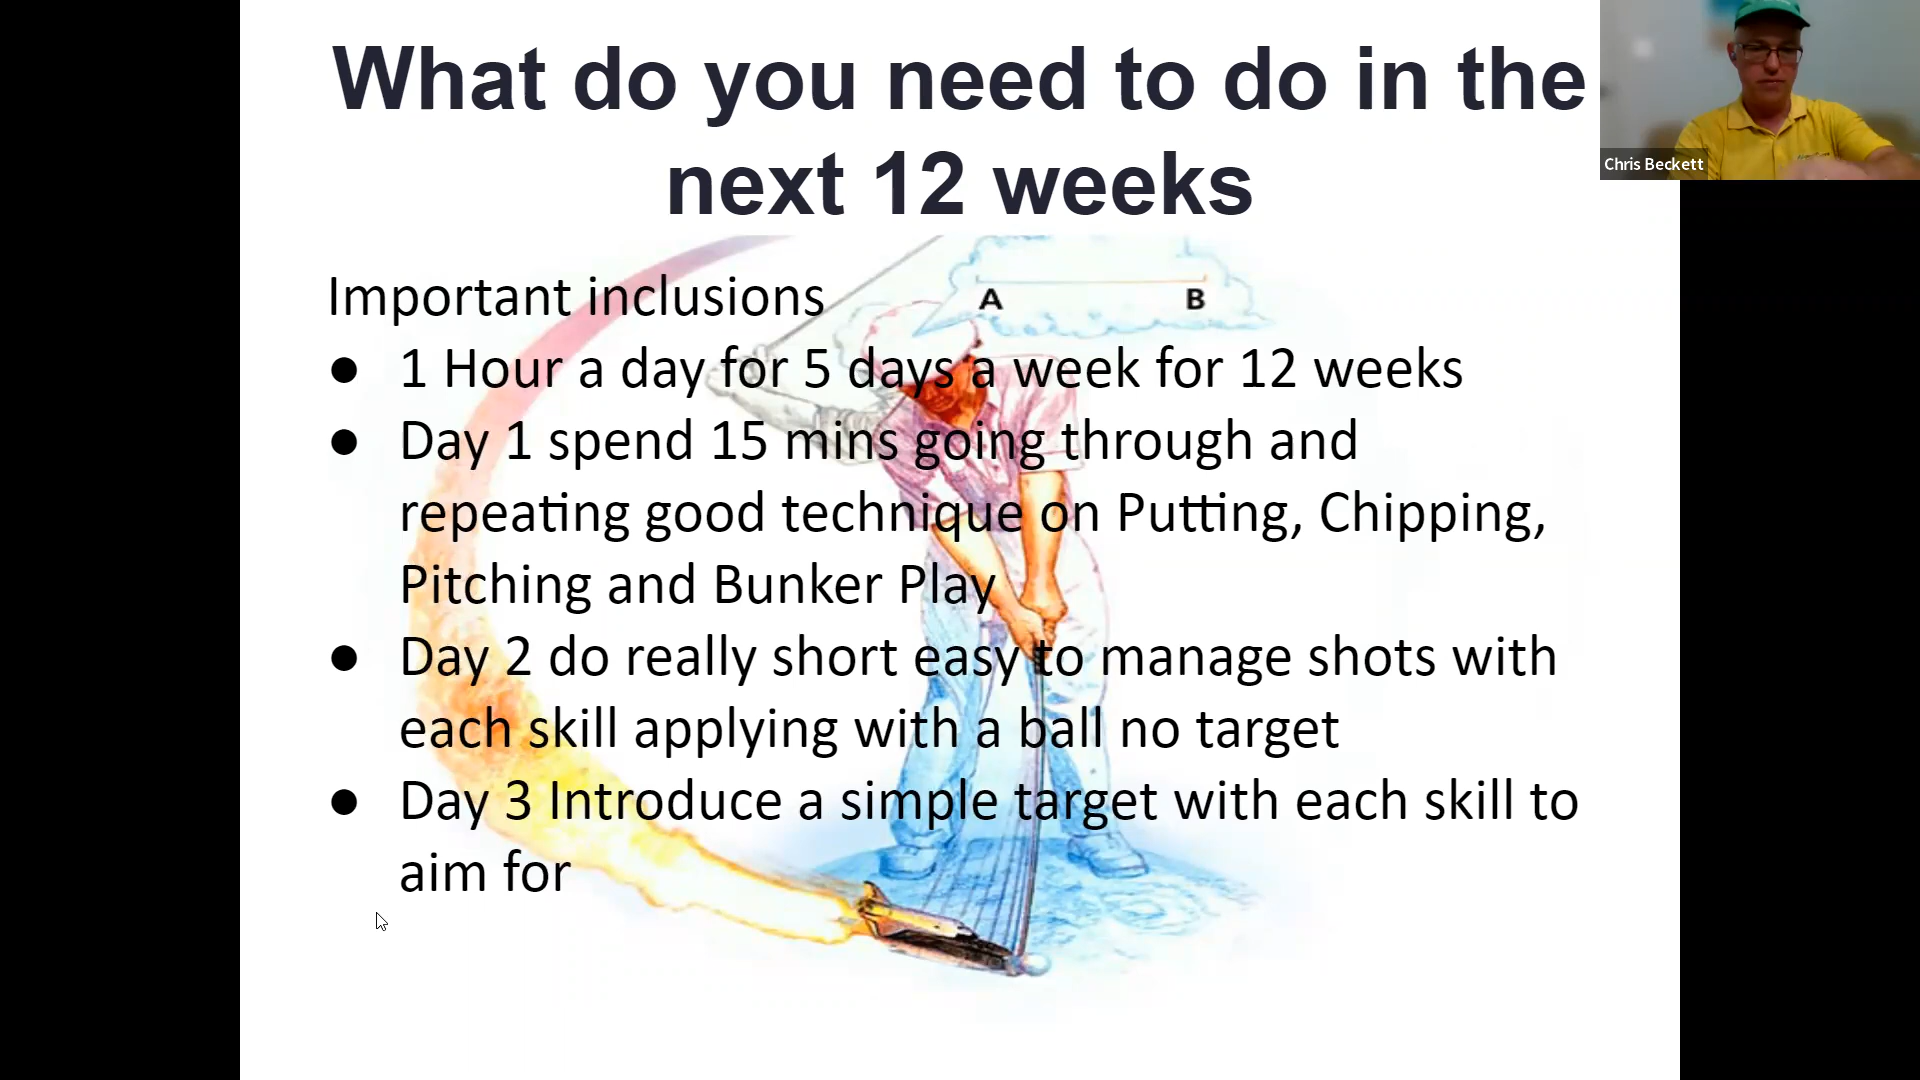 What do you need to do in the
next 12 weeks
Chris Beckett
Important inclusions
A B
● 1 Hour a day for 5 days a week for 12 weeks
● Day 1 spend 15 mins going through and
repeating good technique on Putting, Chipping,
Pitching and Bunker Play
● Day 2 do really short easy to manage shots with
each skill applying with a ball no target
● Day 3 Introduce a simple target with each skill to
aim for